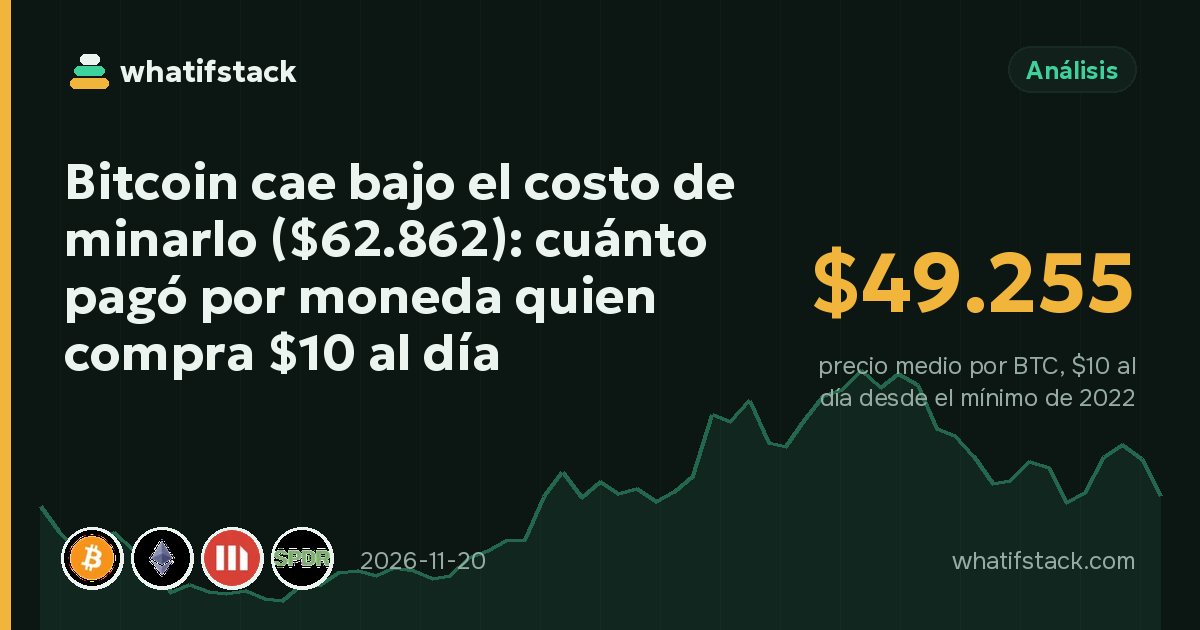 whatifstack
Análisis
Bitcoin cae bajo el costo de
minarlo ($62.862): cuánto
pagó por moneda quien
compra $10 al día
$49.255
precio medio por BTC, $10 al
día desde el mínimo de 2022
SPDR
2026-11-20
whatifstack.com